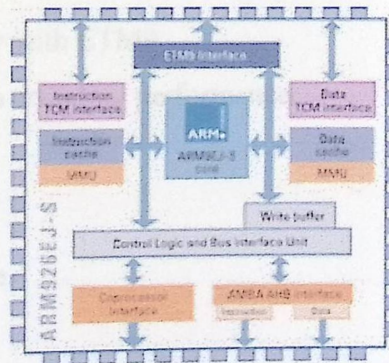 ETM9 Interface
Instruction
TCM interface
Data
TCM interface
Instruction
cache
MMU
ARM
ARM9EJ-S
core
Data
cache
MMU
Write buffer
Control Logic and Bus Interface Unit
Coprocessor
Interface
AMBA AHB Interface
Instruction
Data
ARM926EJ-S